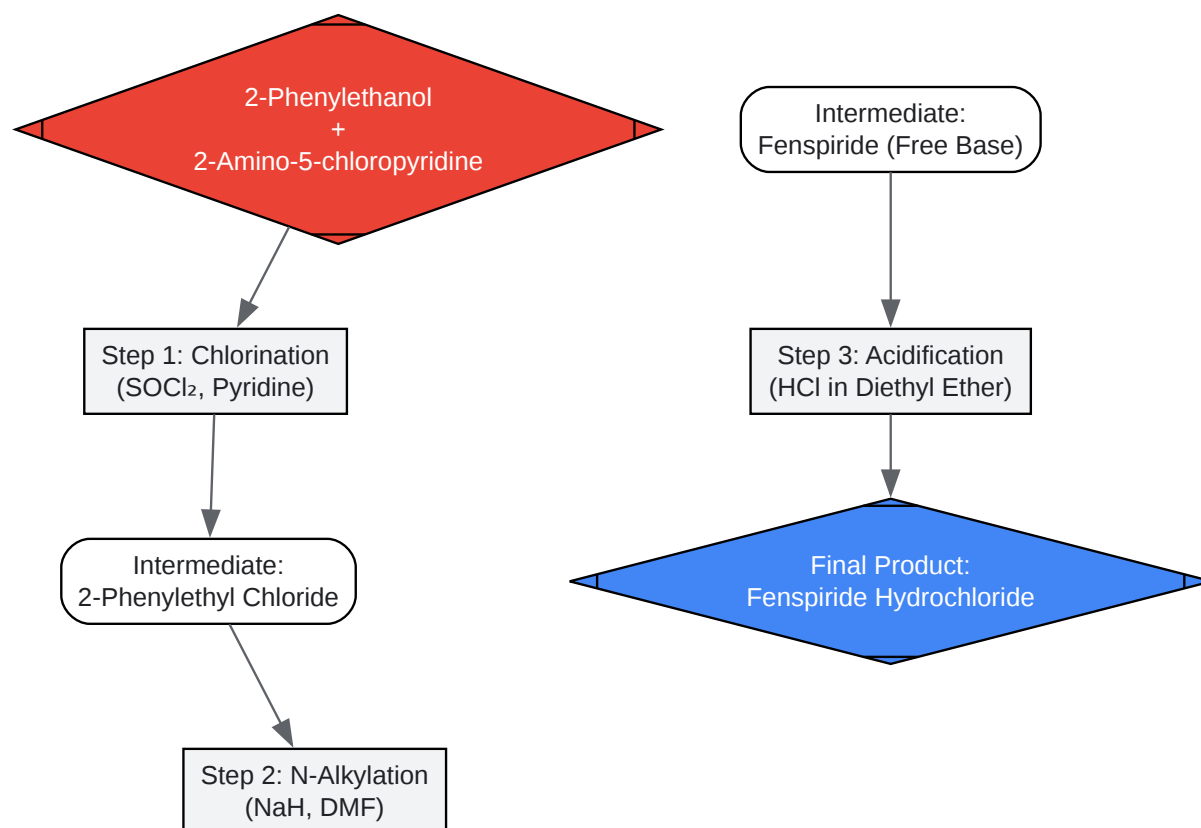 2-Phenylethanol
+
2-Amino-5-chloropyridine
Step 1: Chlorination
(SOCl₂, Pyridine)
Intermediate:
2-Phenylethyl Chloride
Step 2: N-Alkylation
(NaH, DMF)
Intermediate:
Fenspiride (Free Base)
Step 3: Acidification
(HCl in Diethyl Ether)
Final Product:
Fenspiride Hydrochloride